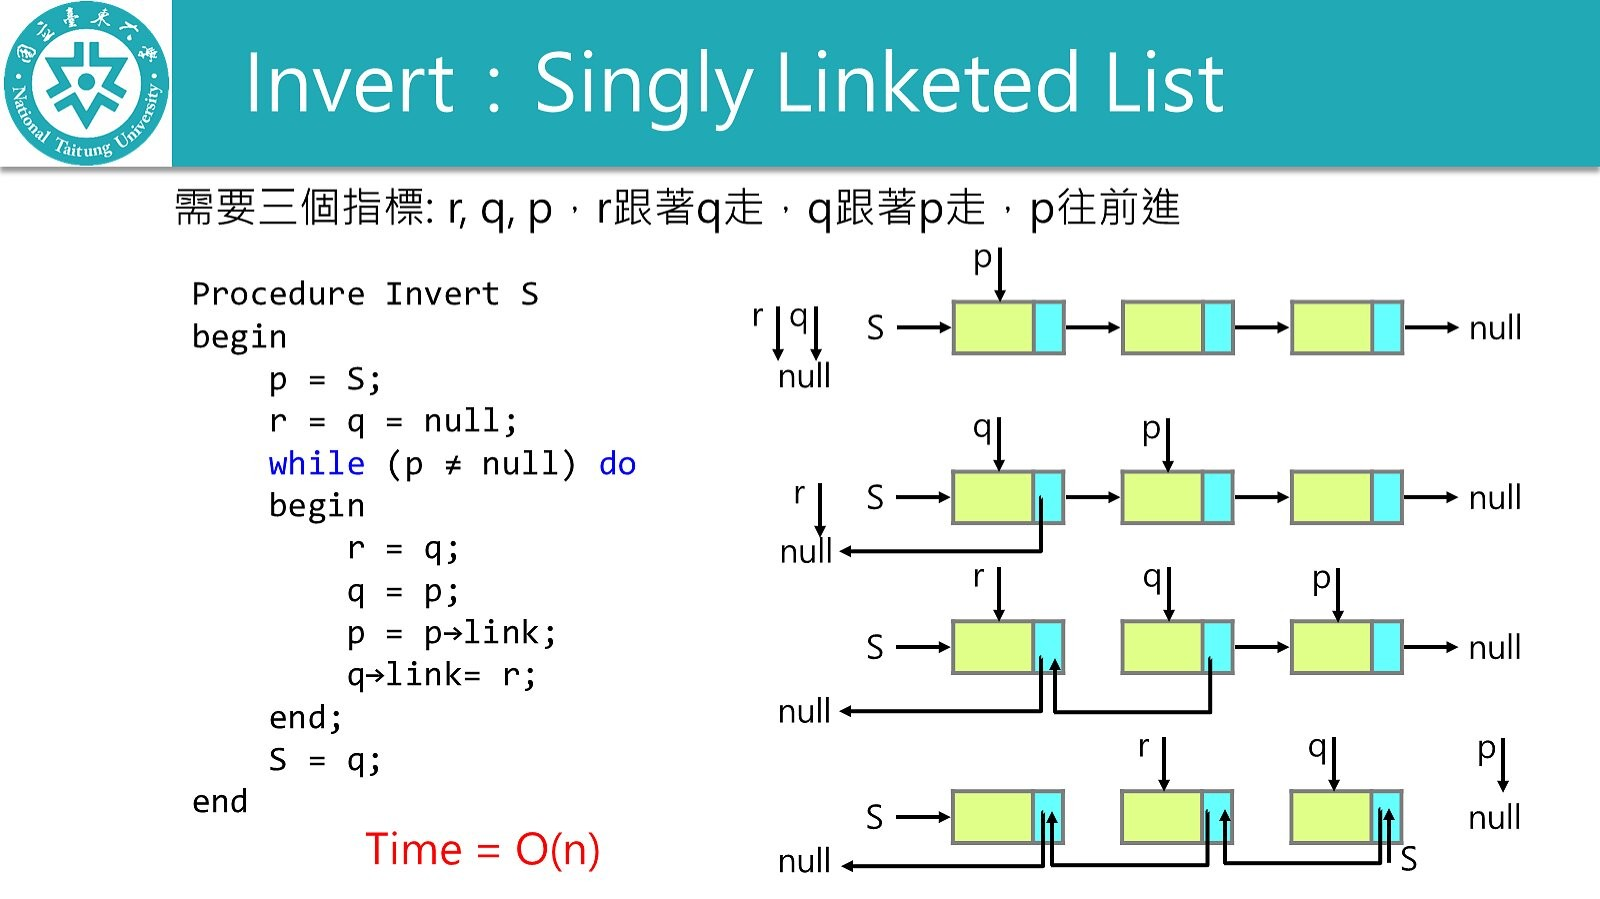 國立臺東大學
National Taitung University
Invert：Singly Linketed List
需要三個指標: r, q, p，r跟著q走，q跟著p走，p往前進
Procedure Invert S
begin
p = S;
r = q = null;
while (p ≠ null) do
begin
r = q;
q = p;
p = p→link;
q→link= r;
end;
S = q;
end
Time = O(n)
p
r q S null
null
q p
r S null
null
r q p
S null
null
r q p
S null
null S